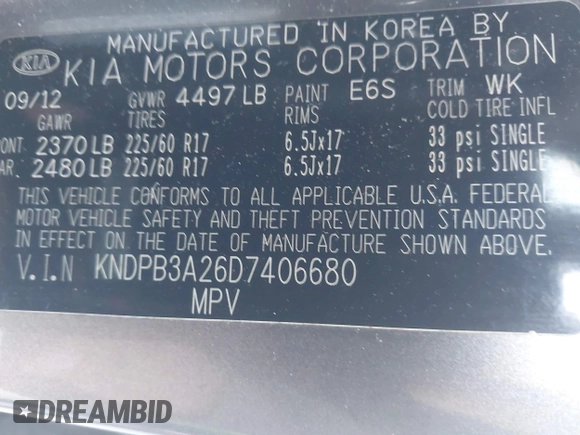 MANUFACTURED IN KOREA BY
KIA KIA MOTORS CORPORATION
09/12 GVWR 4497 LB PAINT E6S TRIM WK
GAWR TIRES RIMS COLD TIRE INFL
ONT 2370 LB 225/60 R17 6.5Jx17 33 psi SINGLE
AR 2480 LB 225/60 R17 6.5Jx17 33 psi SINGLE
THIS VEHICLE CONFORMS TO ALL APPLICABLE U.S.A. FEDERAL
MOTOR VEHICLE SAFETY AND THEFT PREVENTION STANDARDS
IN EFFECT ON THE DATE OF MANUFACTURE SHOWN ABOVE.
V.I.N KNDPB3A26D7406680
MPV
DREAMBID